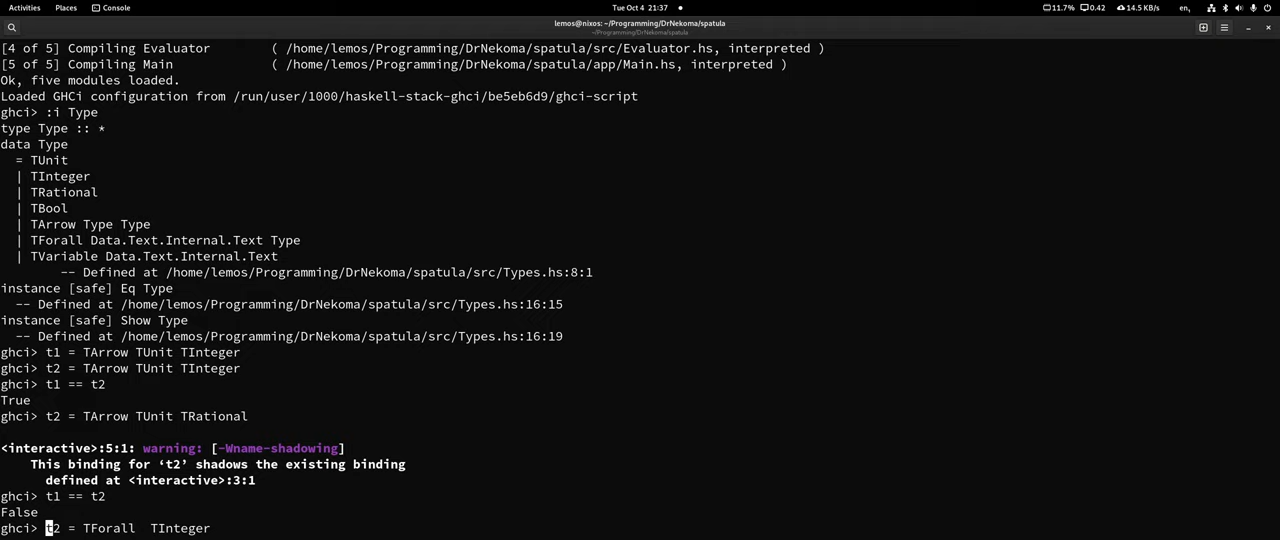 Activities Places Console Tue Oct 4 21:37 11.7% 0.42 14.5 KB/s en
lemos@nixos: ~/Programming/DrNekoma/spatula
~/Programming/DrNekoma/spatula
[4 of 5] Compiling Evaluator        ( /home/lemos/Programming/DrNekoma/spatula/src/Evaluator.hs, interpreted )
[5 of 5] Compiling Main             ( /home/lemos/Programming/DrNekoma/spatula/app/Main.hs, interpreted )
Ok, five modules loaded.
Loaded GHCi configuration from /run/user/1000/haskell-stack-ghci/be5eb6d9/ghci-script
ghci> :i Type
type Type :: *
data Type
  = TUnit
  | TInteger
  | TRational
  | TBool
  | TArrow Type Type
  | TForall Data.Text.Internal.Text Type
  | TVariable Data.Text.Internal.Text
        -- Defined at /home/lemos/Programming/DrNekoma/spatula/src/Types.hs:8:1
instance [safe] Eq Type
  -- Defined at /home/lemos/Programming/DrNekoma/spatula/src/Types.hs:16:15
instance [safe] Show Type
  -- Defined at /home/lemos/Programming/DrNekoma/spatula/src/Types.hs:16:19
ghci> t1 = TArrow TUnit TInteger
ghci> t2 = TArrow TUnit TInteger
ghci> t1 == t2
True
ghci> t2 = TArrow TUnit TRational
<interactive>:5:1: warning: [-Wname-shadowing]
    This binding for ‘t2’ shadows the existing binding
      defined at <interactive>:3:1
ghci> t1 == t2
False
ghci> t2 = TForall  TInteger